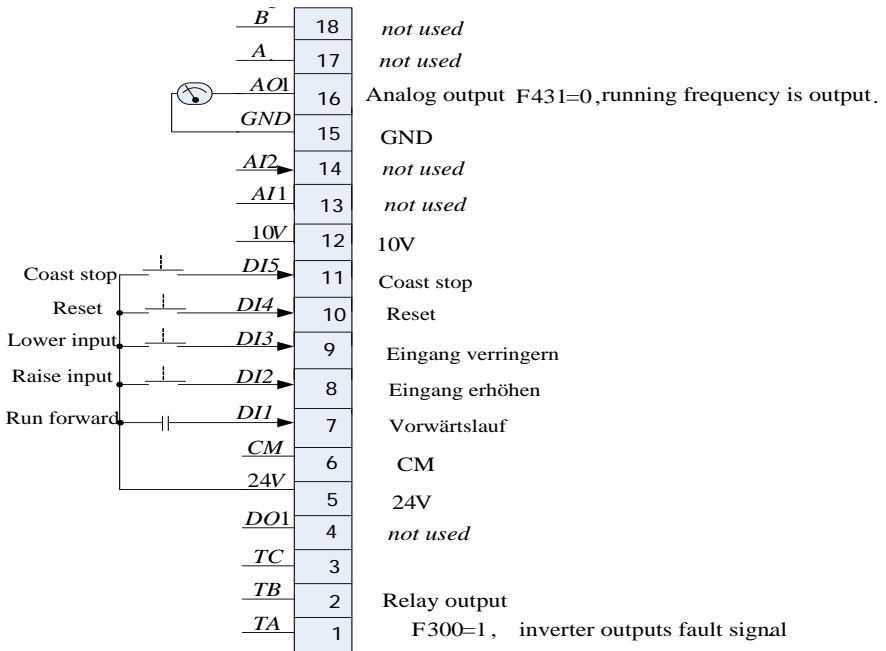 B 18 not used
A 17 not used
AO1 16 Analog output F431=0,running frequency is output.
GND 15 GND
AI2 14 not used
AI1 13 not used
10V 12 10V
Coast stop DI5 11 Coast stop
Reset DI4 10 Reset
Lower input DI3 9 Eingang verringern
Raise input DI2 8 Eingang erhöhen
Run forward DI1 7 Vorwärtslauf
CM 6 CM
24V 5 24V
DO1 4 not used
TC 3
TB 2 Relay output
TA 1 F300=1, inverter outputs fault signal